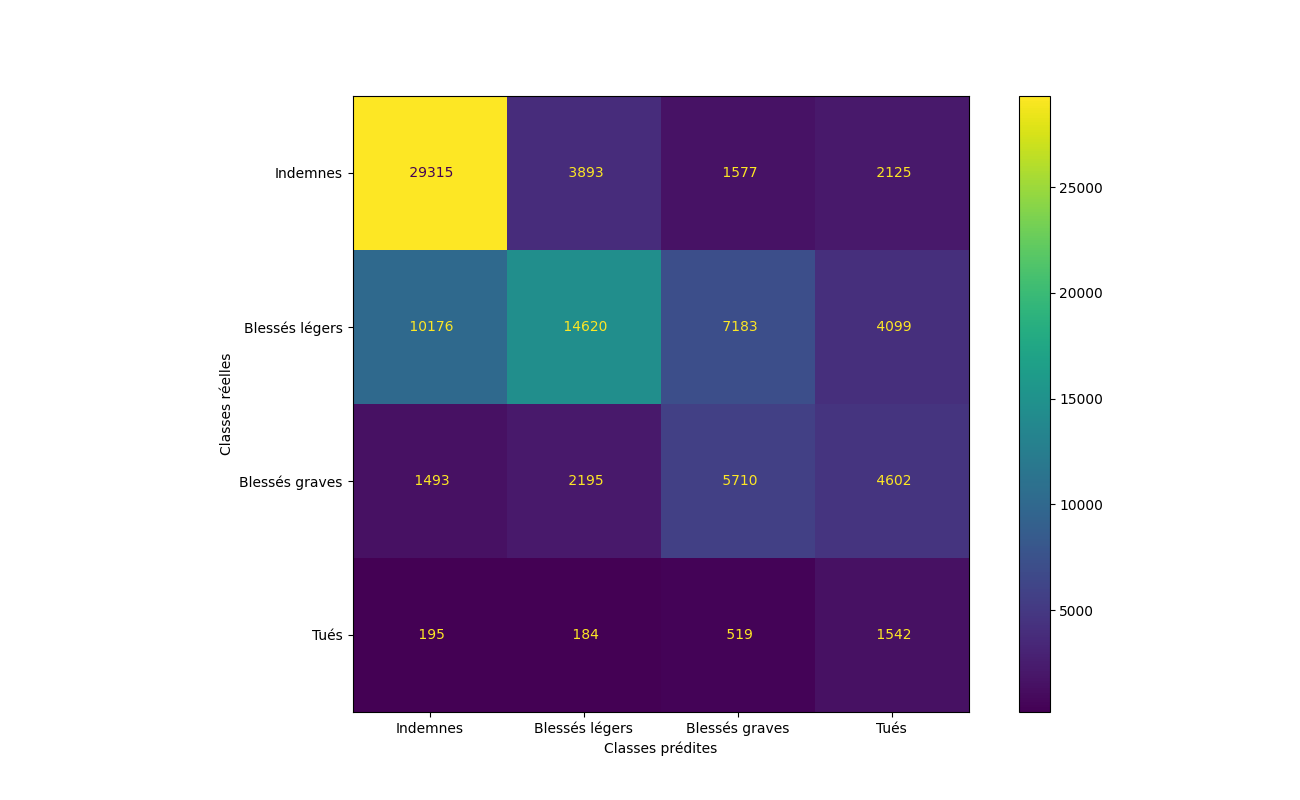 Indemnes 29315 3893 1577 2125
Blessés légers 10176 14620 7183 4099
Blessés graves 1493 2195 5710 4602
Tués 195 184 519 1542
Indemnes Blessés légers Blessés graves Tués
Classes prédites
Classes réelles
25000
20000
15000
10000
5000